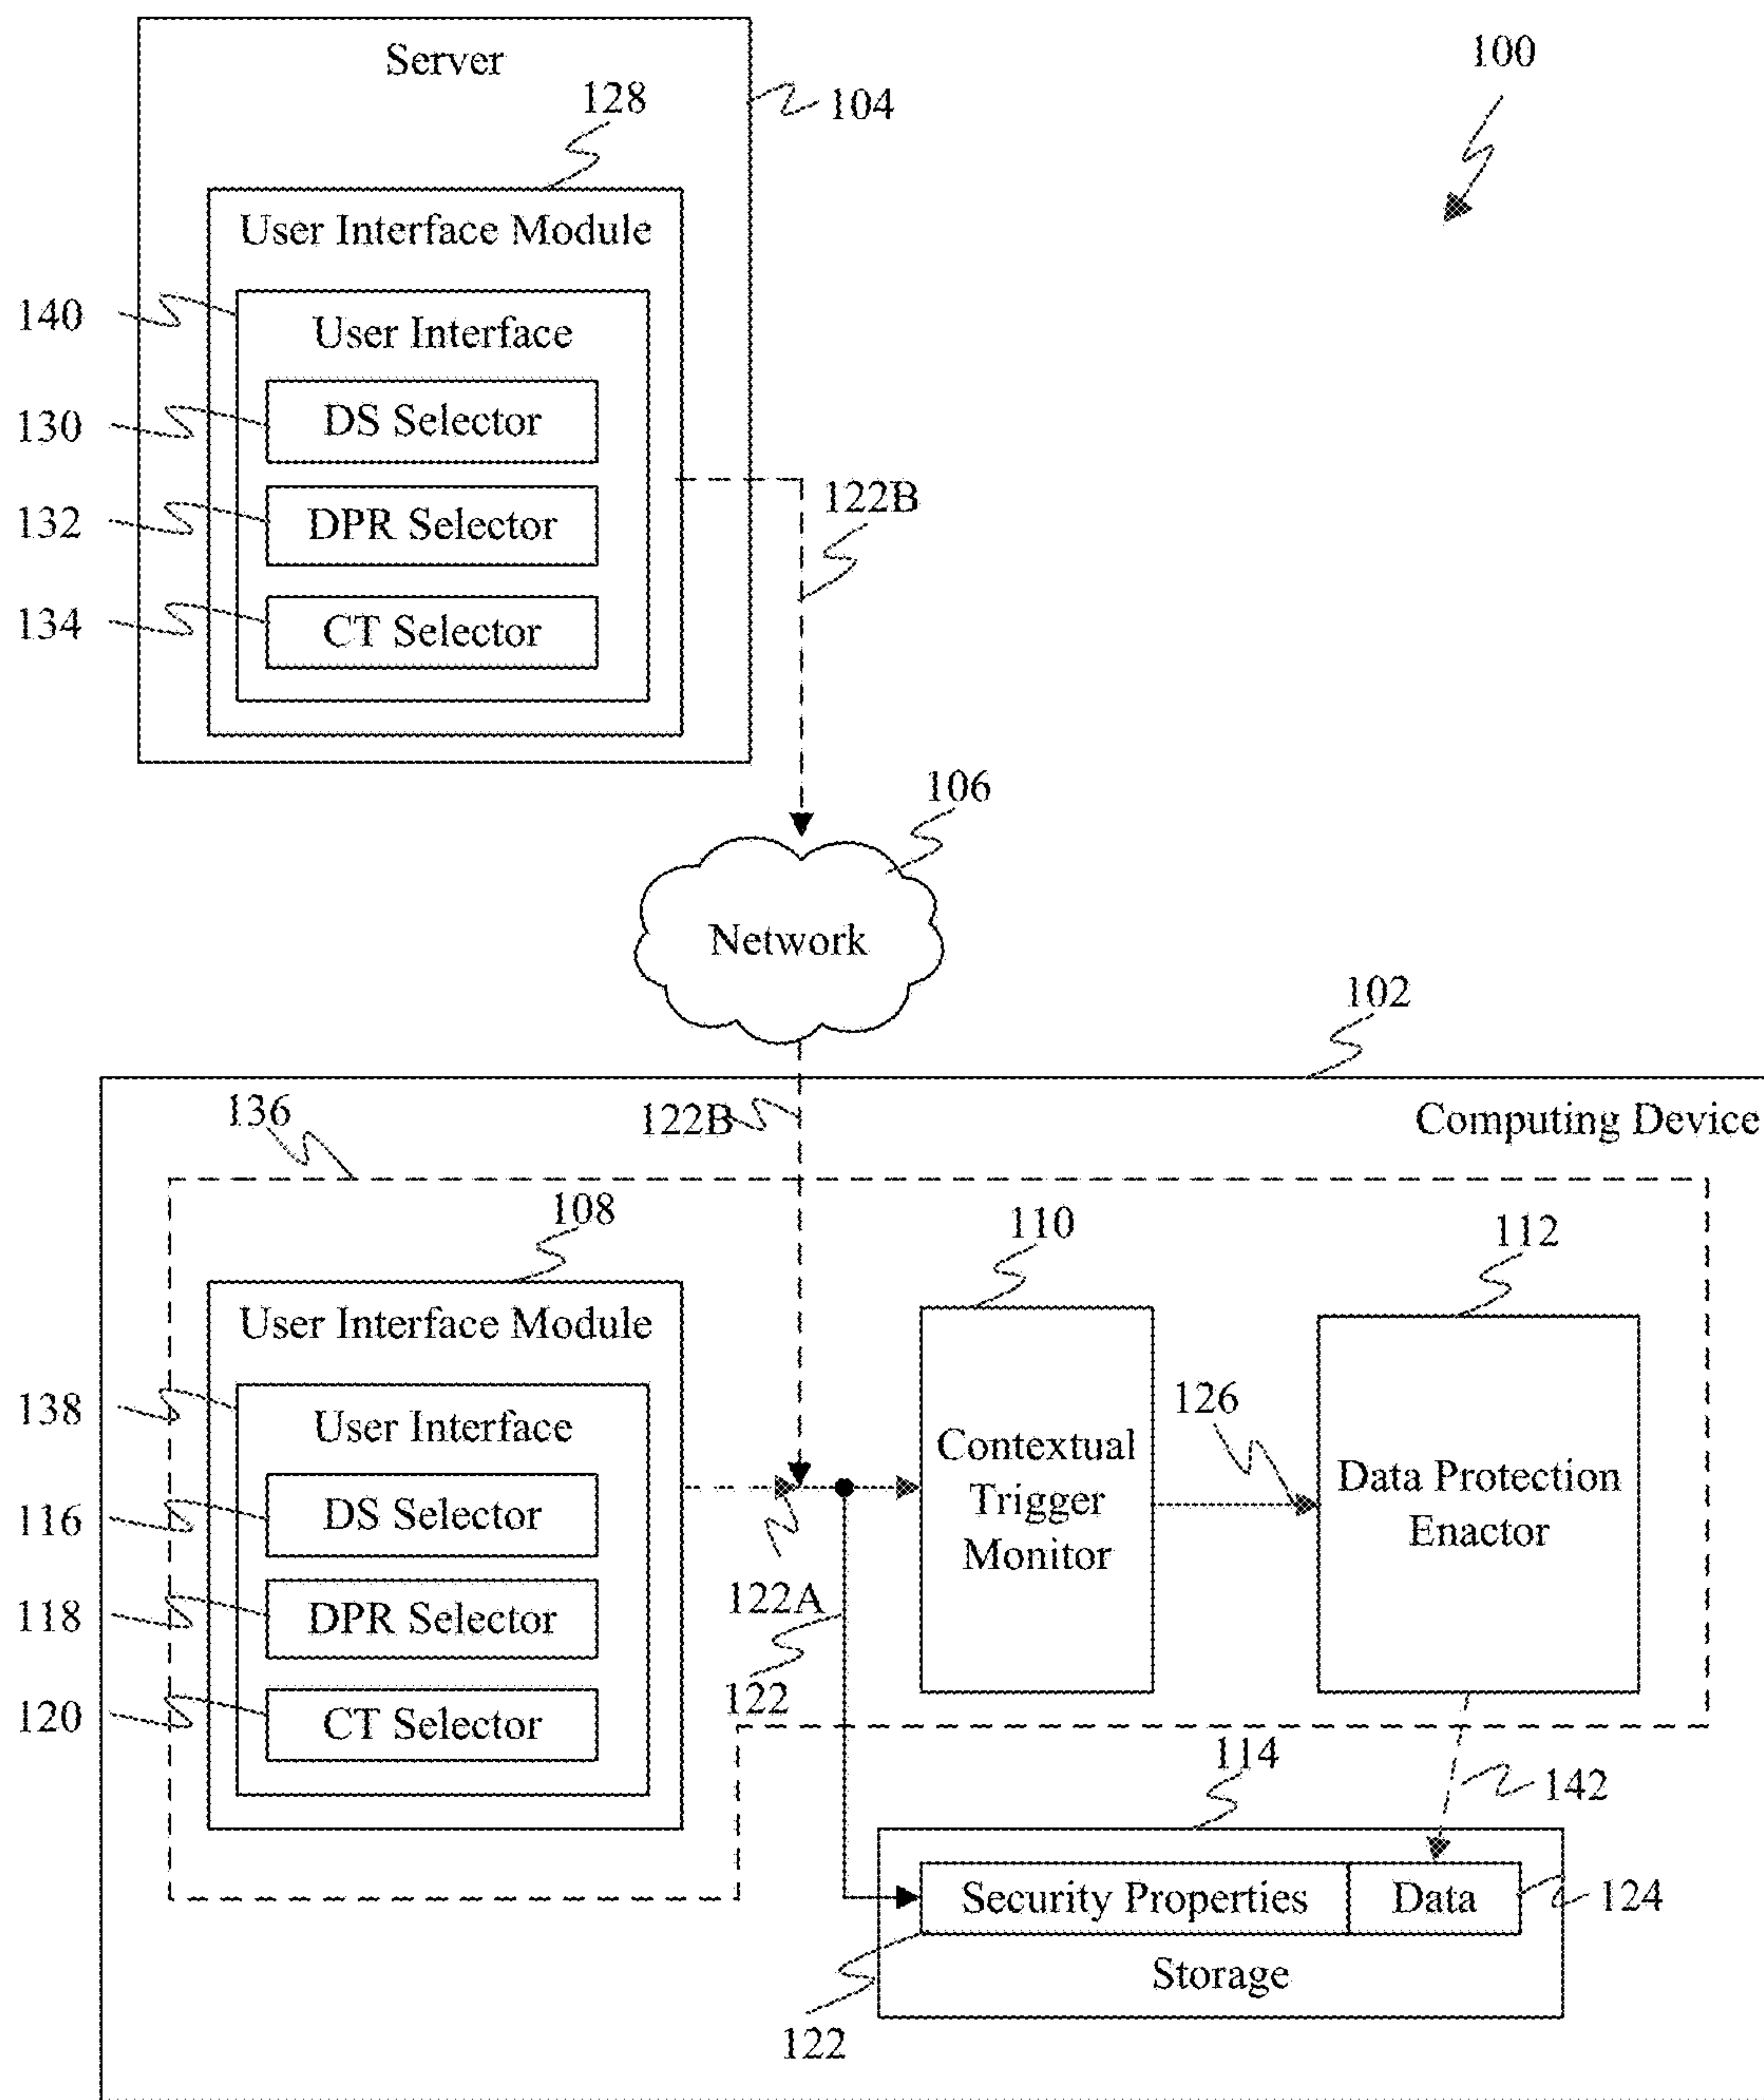 Server
100
104
128
User Interface Module
140
User Interface
130
DS Selector
122B
132
DPR Selector
134
CT Selector
106
Network
102
136
122B
Computing Device
108
110
112
User Interface Module
138
User Interface
126
Contextual
Trigger
Monitor
Data Protection
Enactor
116
DS Selector
122A
118
DPR Selector
122
120
CT Selector
114
142
Security Properties
Data
124
Storage
122